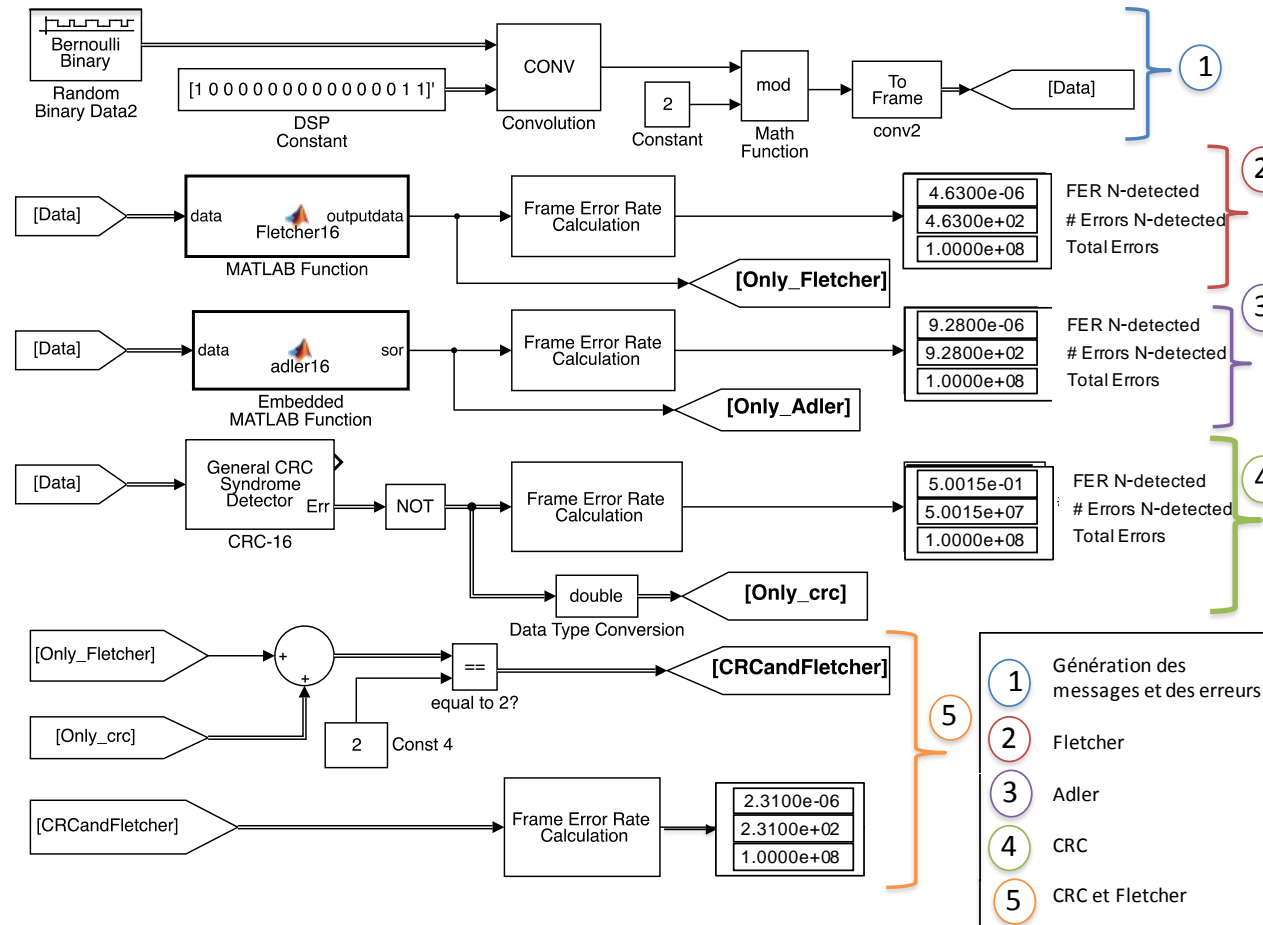 Bernoulli
Binary
Random
Binary Data2
[1 0 0 0 0 0 0 0 0 0 0 0 0 0 0 1 1]'
DSP
Constant
CONV
Convolution
2
Constant
mod
Math
Function
To
Frame
conv2
[Data]
1
[Data]
data
outputdata
Fletcher16
MATLAB Function
Frame Error Rate
Calculation
[Only_Fletcher]
4.6300e-06
4.6300e+02
1.0000e+08
FER N-detected
# Errors N-detected
Total Errors
2
[Data]
data
sor
adler16
Embedded
MATLAB Function
Frame Error Rate
Calculation
[Only_Adler]
9.2800e-06
9.2800e+02
1.0000e+08
FER N-detected
# Errors N-detected
Total Errors
3
[Data]
General CRC
Syndrome
Detector
Err
CRC-16
NOT
Frame Error Rate
Calculation
double
Data Type Conversion
[Only_crc]
5.0015e-01
5.0015e+07
1.0000e+08
FER N-detected
# Errors N-detected
Total Errors
4
[Only_Fletcher]
+
+
[Only_crc]
==
equal to 2?
2
Const 4
[CRCandFletcher]
[CRCandFletcher]
Frame Error Rate
Calculation
2.3100e-06
2.3100e+02
1.0000e+08
5
1
Génération des
messages et des erreurs
2
Fletcher
3
Adler
4
CRC
5
CRC et Fletcher